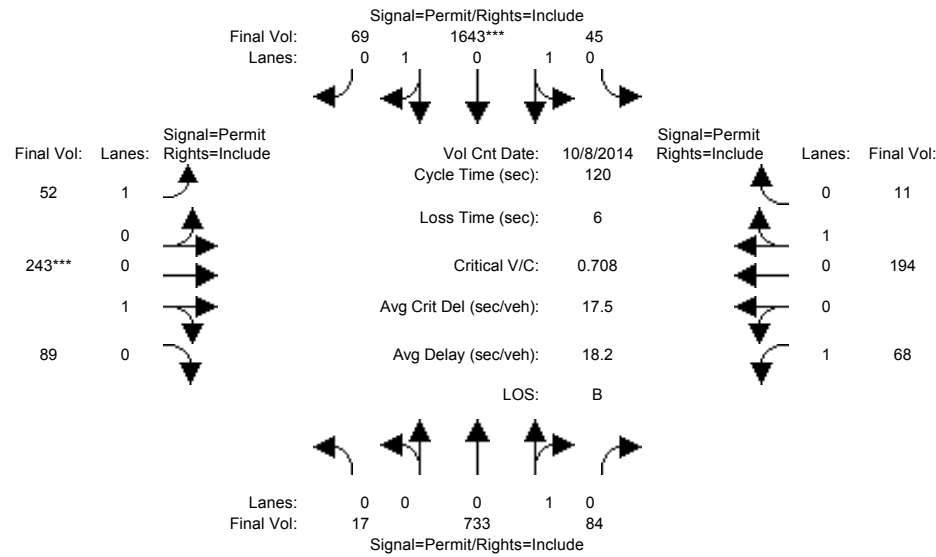 Signal=Permit/Rights=Include
Final Vol: 69 1643*** 45
Lanes: 0 1 0 1 0
Signal=Permit
Final Vol: Lanes: Rights=Include
Vol Cnt Date: 10/8/2014
Signal=Permit
Rights=Include Lanes: Final Vol:
Cycle Time (sec): 120
52 1
0 11
Loss Time (sec): 6
0
1
243*** 0
Critical V/C: 0.708
0 194
1
Avg Crit Del (sec/veh): 17.5
0
89 0
Avg Delay (sec/veh): 18.2
1 68
LOS: B
Lanes: 0 0 0 1 0
Final Vol: 17 733 84
Signal=Permit/Rights=Include